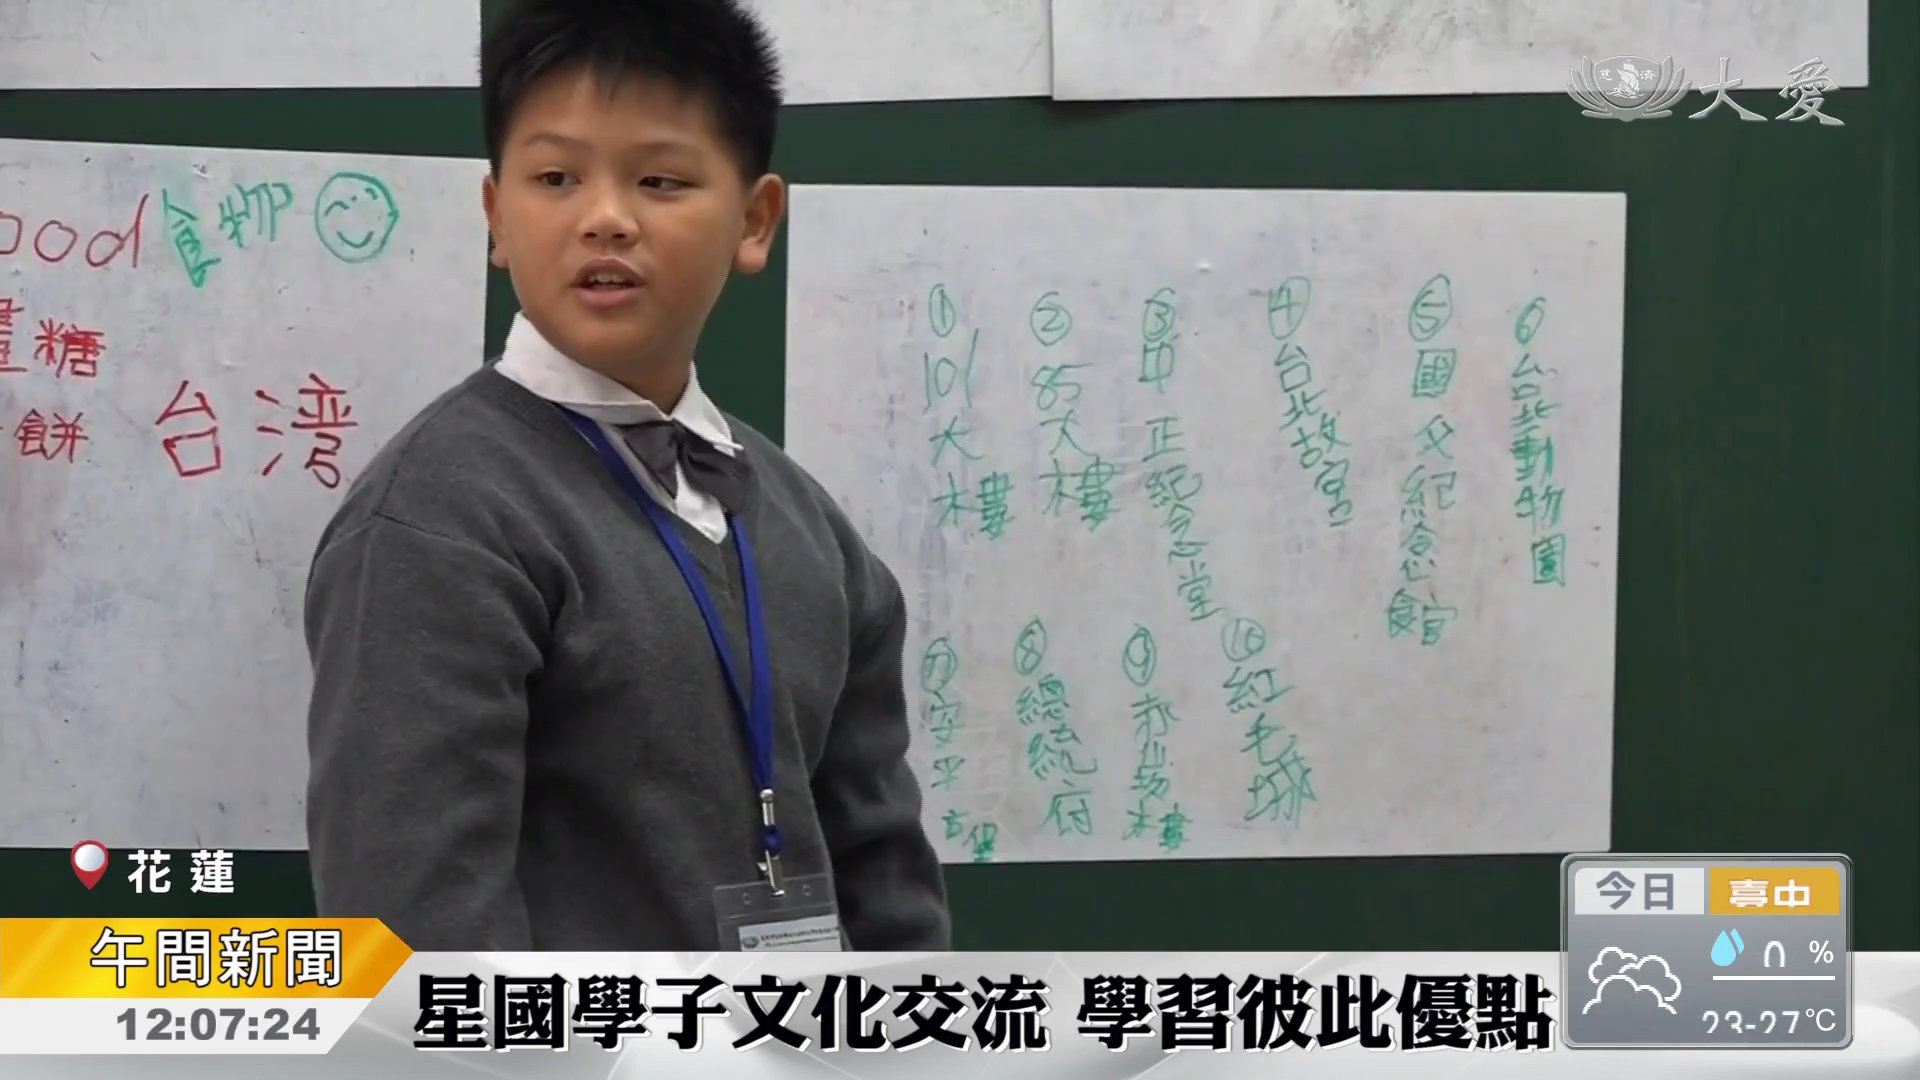 慈濟
大愛
ood 食物
糖
餅
台湾
① 101大樓
② 85大樓
③ 中正紀念堂
④ 台北故宮
⑤ 國父紀念館
6 台北動物園
⑦ 安平古堡
⑧ 總統府
⑨ 赤崁樓
⑩ 紅毛城
花蓮
午間新聞
12:07:24
星國學子文化交流 學習彼此優點
今日
臺中
0 %
23-27°C